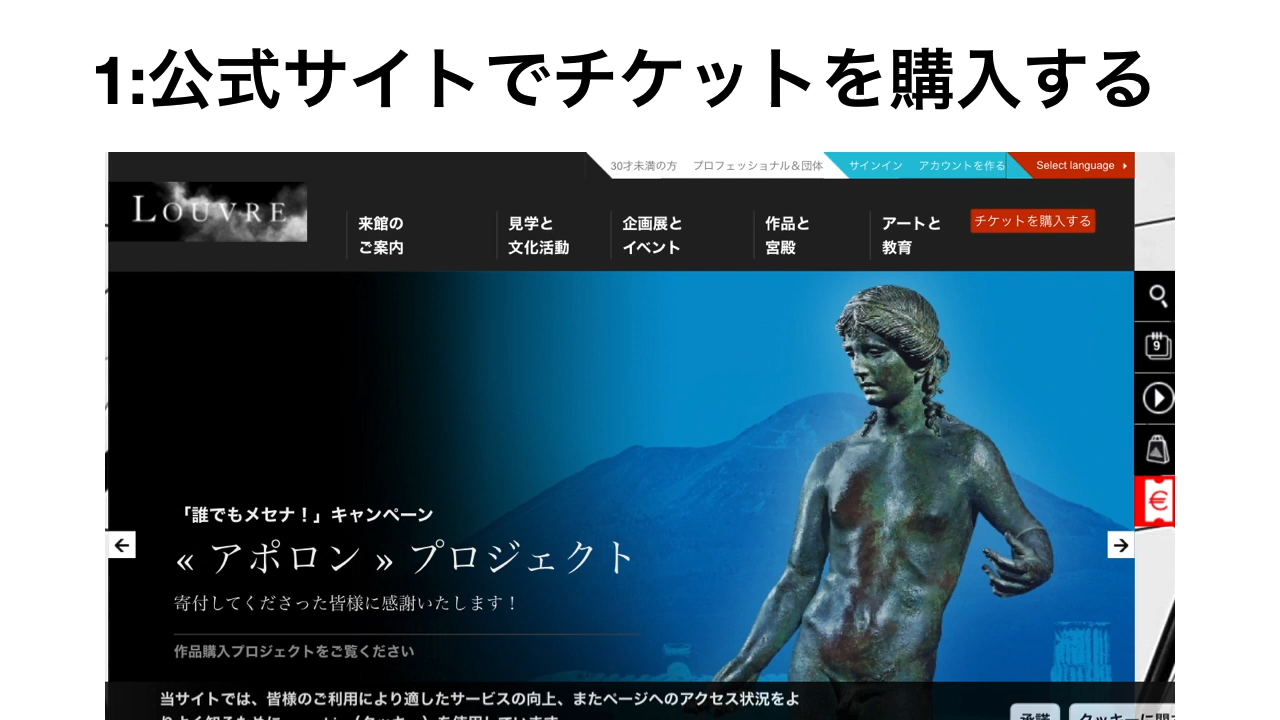 1:公式サイトでチケットを購入する
30才未満の方 プロフェッショナル＆団体 サインイン アカウントを作る Select language
LOUVRE
来館の
ご案内
見学と
文化活動
企画展と
イベント
作品と
宮殿
アートと
教育
チケットを購入する
9
€
「誰でもメセナ！」キャンペーン
« アポロン » プロジェクト
寄付してくださった皆様に感謝いたします！
作品購入プロジェクトをご覧ください
当サイトでは、皆様のご利用により適したサービスの向上、またページへのアクセス状況をよ